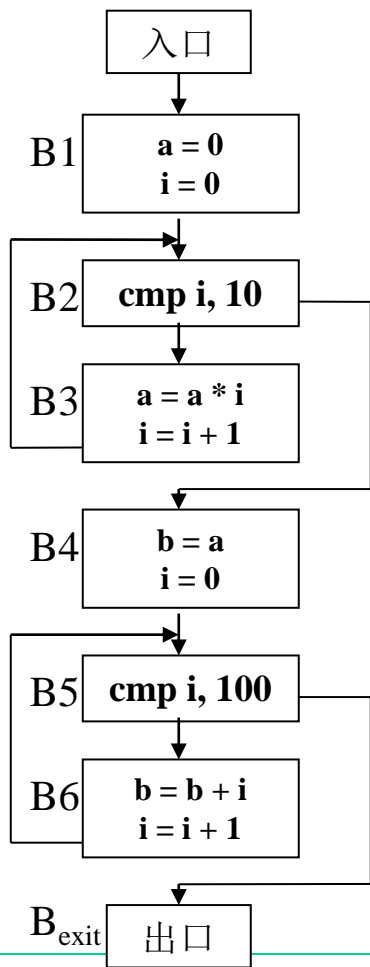 入口
B1
a = 0
i = 0
B2
cmp i, 10
B3
a = a * i
i = i + 1
B4
b = a
i = 0
B5
cmp i, 100
B6
b = b + i
i = i + 1
Bexit
出口